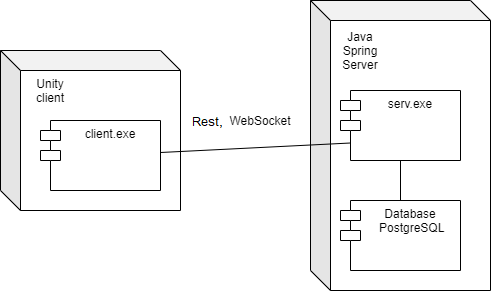 Unity
client
client.exe
Rest, WebSocket
Java
Spring
Server
serv.exe
Database
PostgreSQL